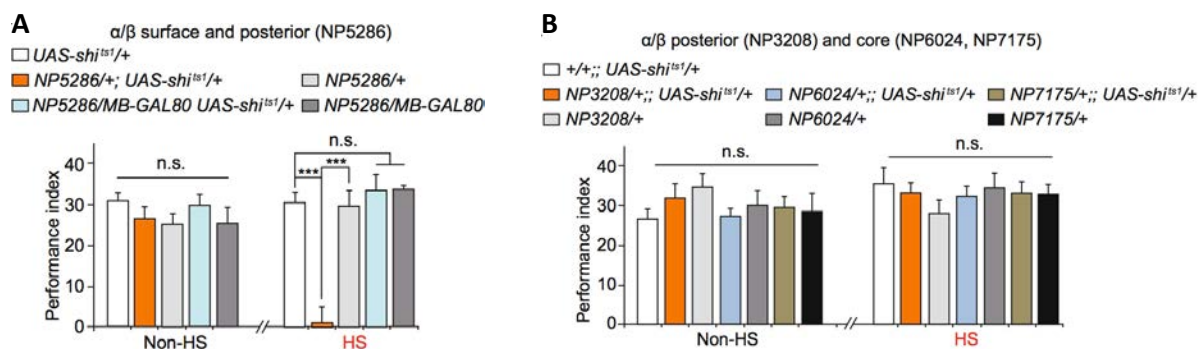 A
α/β surface and posterior (NP5286)
UAS-shi^ts1/+
NP5286/+; UAS-shi^ts1/+ NP5286/+
NP5286/MB-GAL80 UAS-shi^ts1/+ NP5286/MB-GAL80
Performance index
40
30
20
10
0
n.s.
n.s.
***
***
Non-HS
HS
B
α/β posterior (NP3208) and core (NP6024, NP7175)
+/+;; UAS-shi^ts1/+
NP3208/+;; UAS-shi^ts1/+ NP6024/+;; UAS-shi^ts1/+ NP7175/+;; UAS-shi^ts1/+
NP3208/+ NP6024/+ NP7175/+
Performance index
40
30
20
10
0
n.s.
n.s.
Non-HS
HS